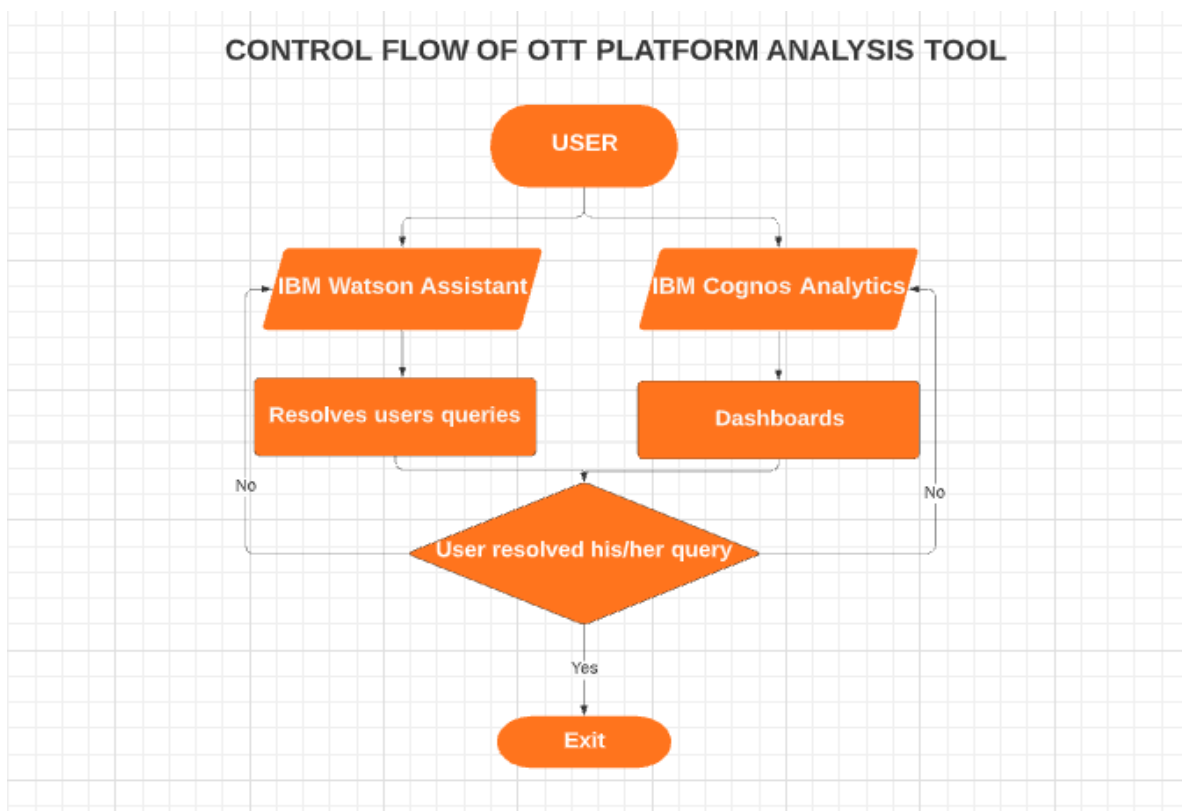 CONTROL FLOW OF OTT PLATFORM ANALYSIS TOOL
USER
IBM Watson Assistant
IBM Cognos Analytics
Resolves users queries
Dashboards
No
No
User resolved his/her query
Yes
Exit